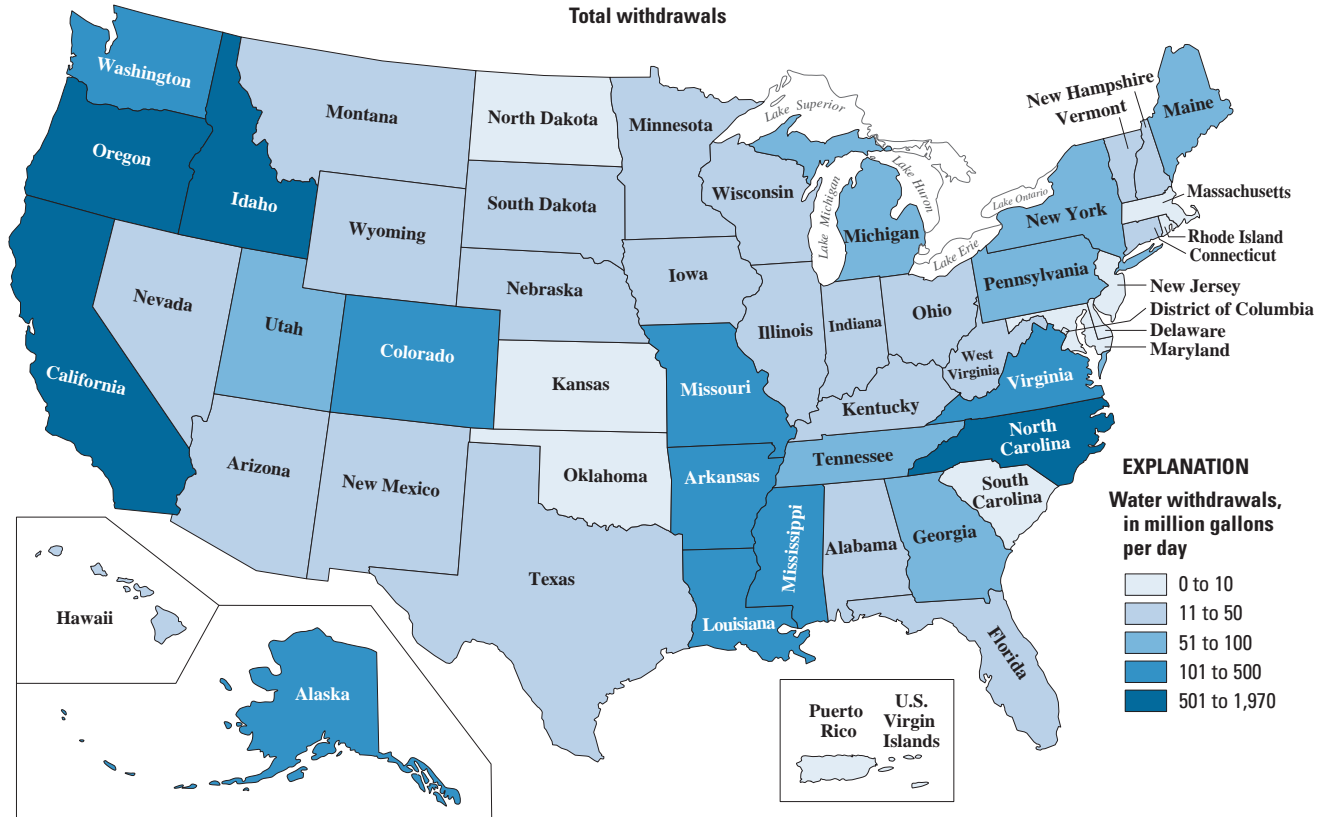 Total withdrawals
Washington
Oregon
Idaho
Montana
Wyoming
North Dakota
South Dakota
Nebraska
Minnesota
Iowa
Wisconsin
Lake Superior
Lake Michigan
Lake Huron
Lake Erie
Lake Ontario
Michigan
New Hampshire
Vermont
Maine
Massachusetts
New York
Rhode Island
Connecticut
Pennsylvania
New Jersey
District of Columbia
Delaware
Maryland
California
Nevada
Utah
Colorado
Kansas
Missouri
Illinois
Indiana
Ohio
West
Virginia
Virginia
Kentucky
North
Carolina
Tennessee
South
Carolina
Arizona
New Mexico
Oklahoma
Arkansas
Texas
Louisiana
Mississippi
Alabama
Georgia
Florida
Hawaii
Alaska
Puerto
Rico
U.S.
Virgin
Islands
EXPLANATION
Water withdrawals,
in million gallons
per day
0 to 10
11 to 50
51 to 100
101 to 500
501 to 1,970